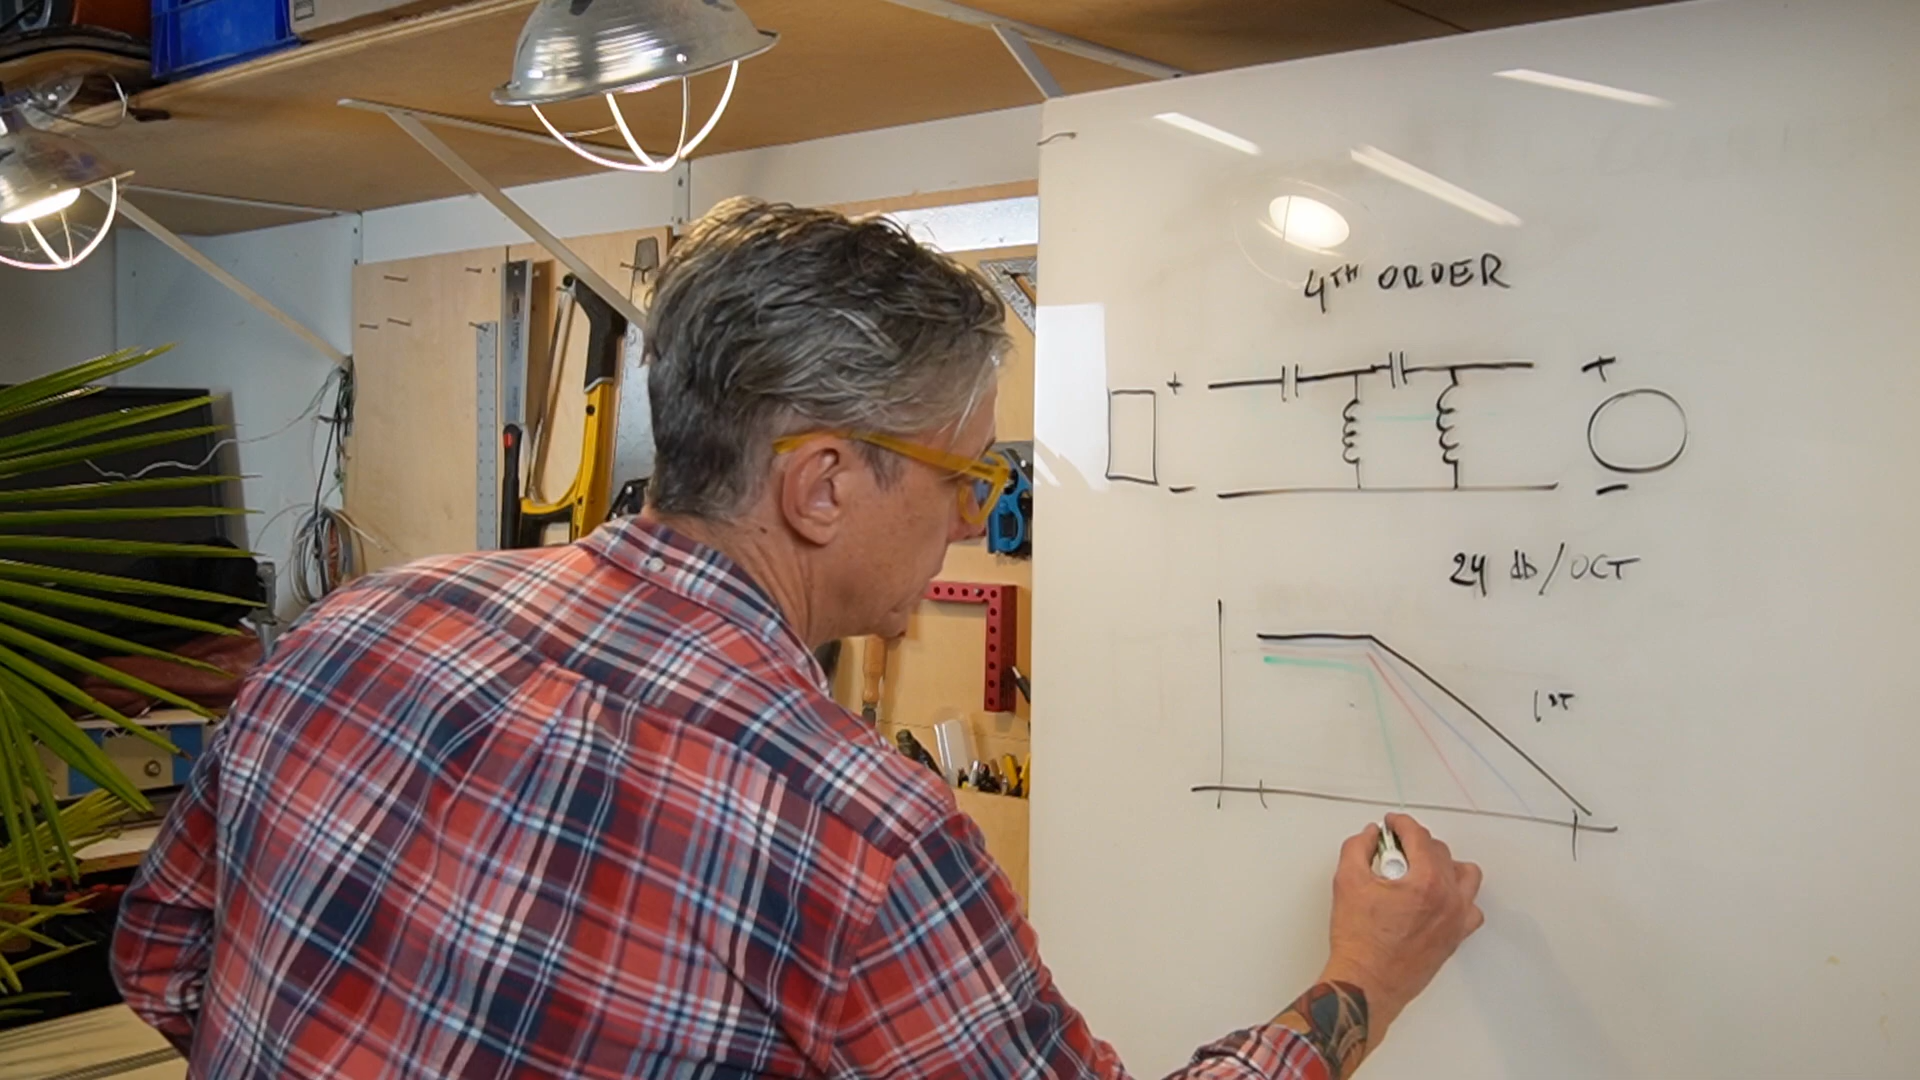 4TH ORDER
+ +
- -
24 db/OCT
1ST